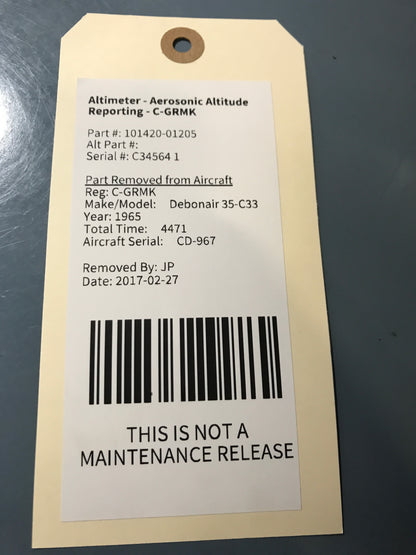 Altimeter - Aerosonic Altitude
Reporting - C-GRMK
Part #: 101420-01205
Alt Part #:
Serial #: C34564 1
Part Removed from Aircraft
Reg: C-GRMK
Make/Model: Debonair 35-C33
Year: 1965
Total Time: 4471
Aircraft Serial: CD-967
Removed By: JP
Date: 2017-02-27
THIS IS NOT A
MAINTENANCE RELEASE